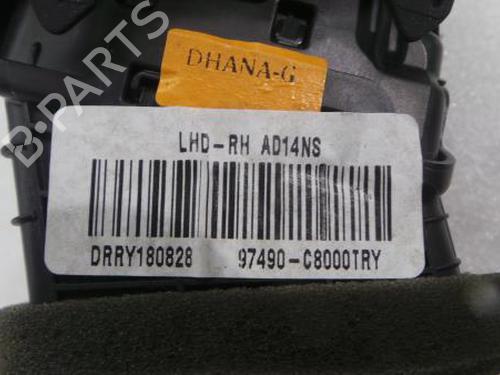 B-PARTS
DHANA-G
LHD-RH AD14NS
DRRY180828 97490-C8000TRY